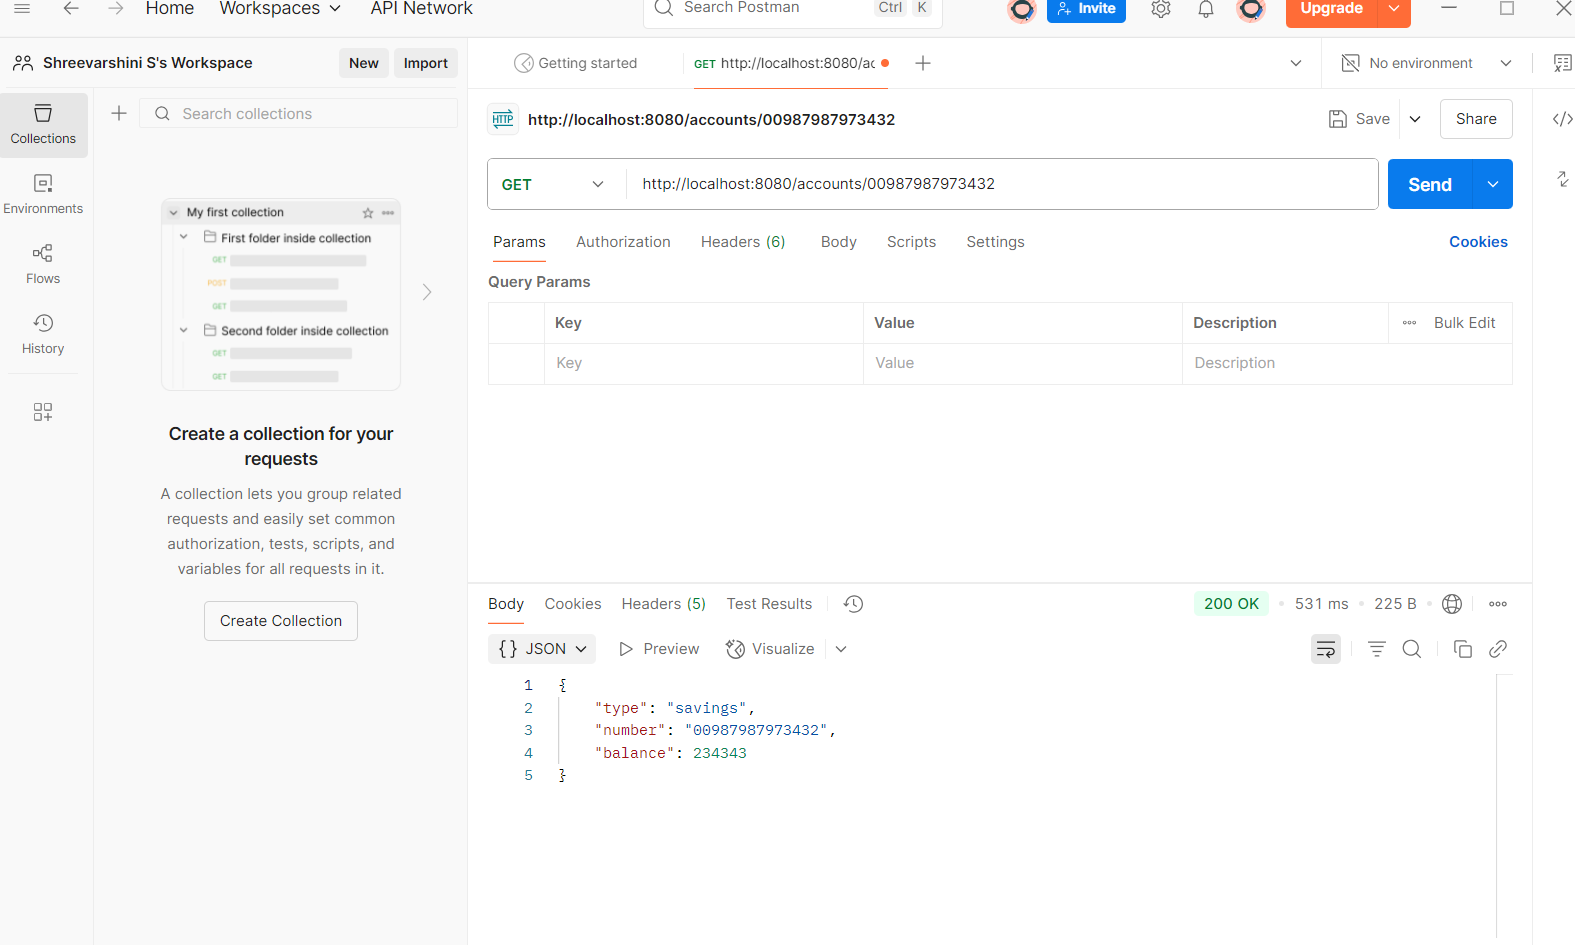 Home Workspaces API Network Search Postman Ctrl K Invite Upgrade
Shreevarshini S's Workspace New Import
Getting started GET http://localhost:8080/ac No environment
Collections
Environments
Flows
History
Search collections
My first collection
First folder inside collection
GET
POST
GET
Second folder inside collection
GET
GET
Create a collection for your
requests
A collection lets you group related
requests and easily set common
authorization, tests, scripts, and
variables for all requests in it.
Create Collection
HTTP http://localhost:8080/accounts/00987987973432 Save Share
GET http://localhost:8080/accounts/00987987973432 Send
Params Authorization Headers (6) Body Scripts Settings Cookies
Query Params
Key Value Description Bulk Edit
Key Value Description
Body Cookies Headers (5) Test Results 200 OK 531 ms 225 B
{} JSON Preview Visualize
1 {
2 "type": "savings",
3 "number": "00987987973432",
4 "balance": 234343
5 }